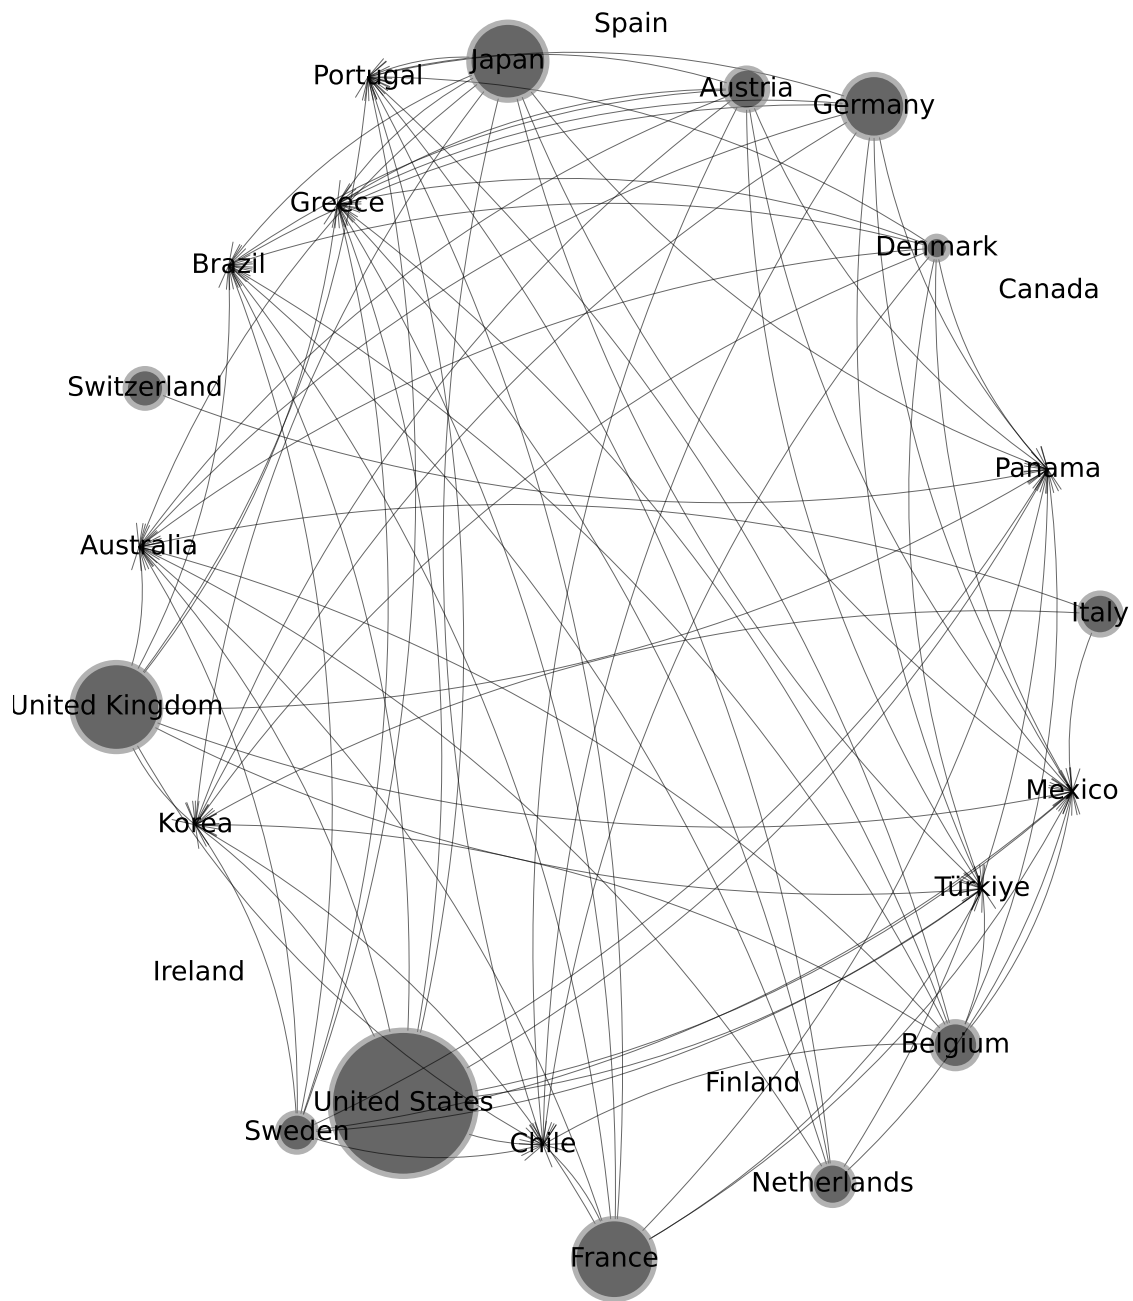 Spain
Japan
Portugal
Austria
Germany
Greece
Denmark
Brazil
Canada
Switzerland
Panama
Australia
Italy
United Kingdom
Mexico
Korea
Türkiye
Ireland
Belgium
Finland
United States
Sweden
Chile
Netherlands
France